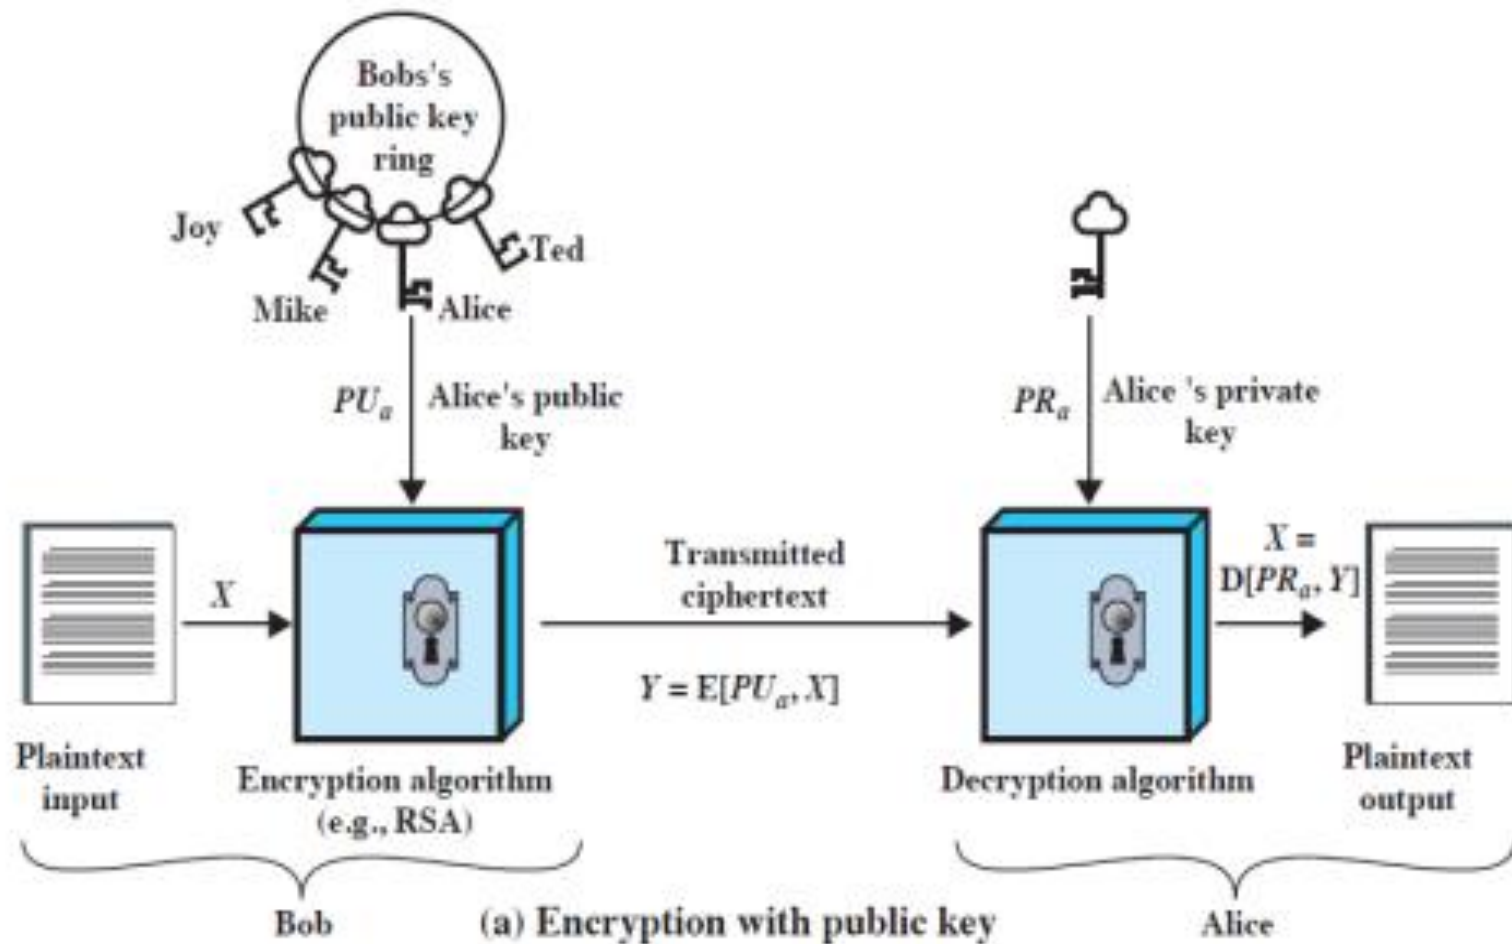 Bobs's
public key
ring
Joy
Ted
Mike
Alice
PUa
Alice's public
key
PRa
Alice 's private
key
X
Transmitted
ciphertext
X =
D[PRa, Y]
Y = E[PUa, X]
Plaintext
input
Encryption algorithm
(e.g., RSA)
Decryption algorithm
Plaintext
output
Bob
(a) Encryption with public key
Alice